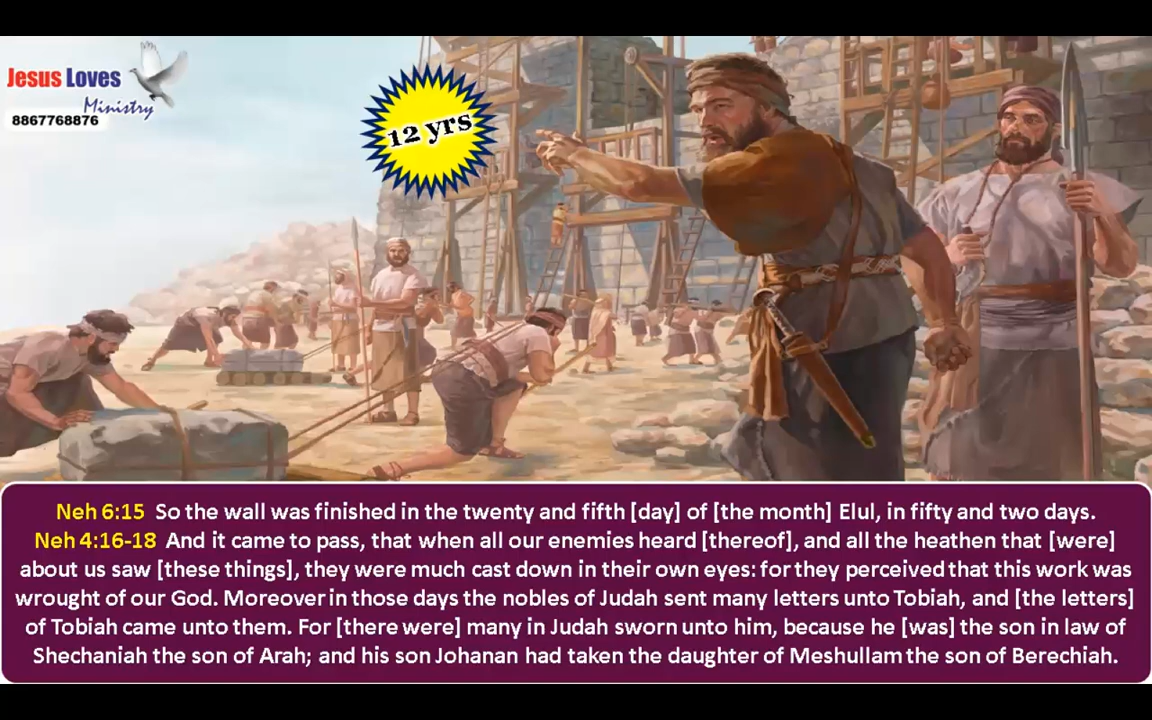 Jesus Loves
Ministry
8867768876
12 yrs
Neh 6:15 So the wall was finished in the twenty and fifth [day] of [the month] Elul, in fifty and two days.
Neh 4:16-18 And it came to pass, that when all our enemies heard [thereof], and all the heathen that [were]
about us saw [these things], they were much cast down in their own eyes: for they perceived that this work was
wrought of our God. Moreover in those days the nobles of Judah sent many letters unto Tobiah, and [the letters]
of Tobiah came unto them. For [there were] many in Judah sworn unto him, because he [was] the son in law of
Shechaniah the son of Arah; and his son Johanan had taken the daughter of Meshullam the son of Berechiah.